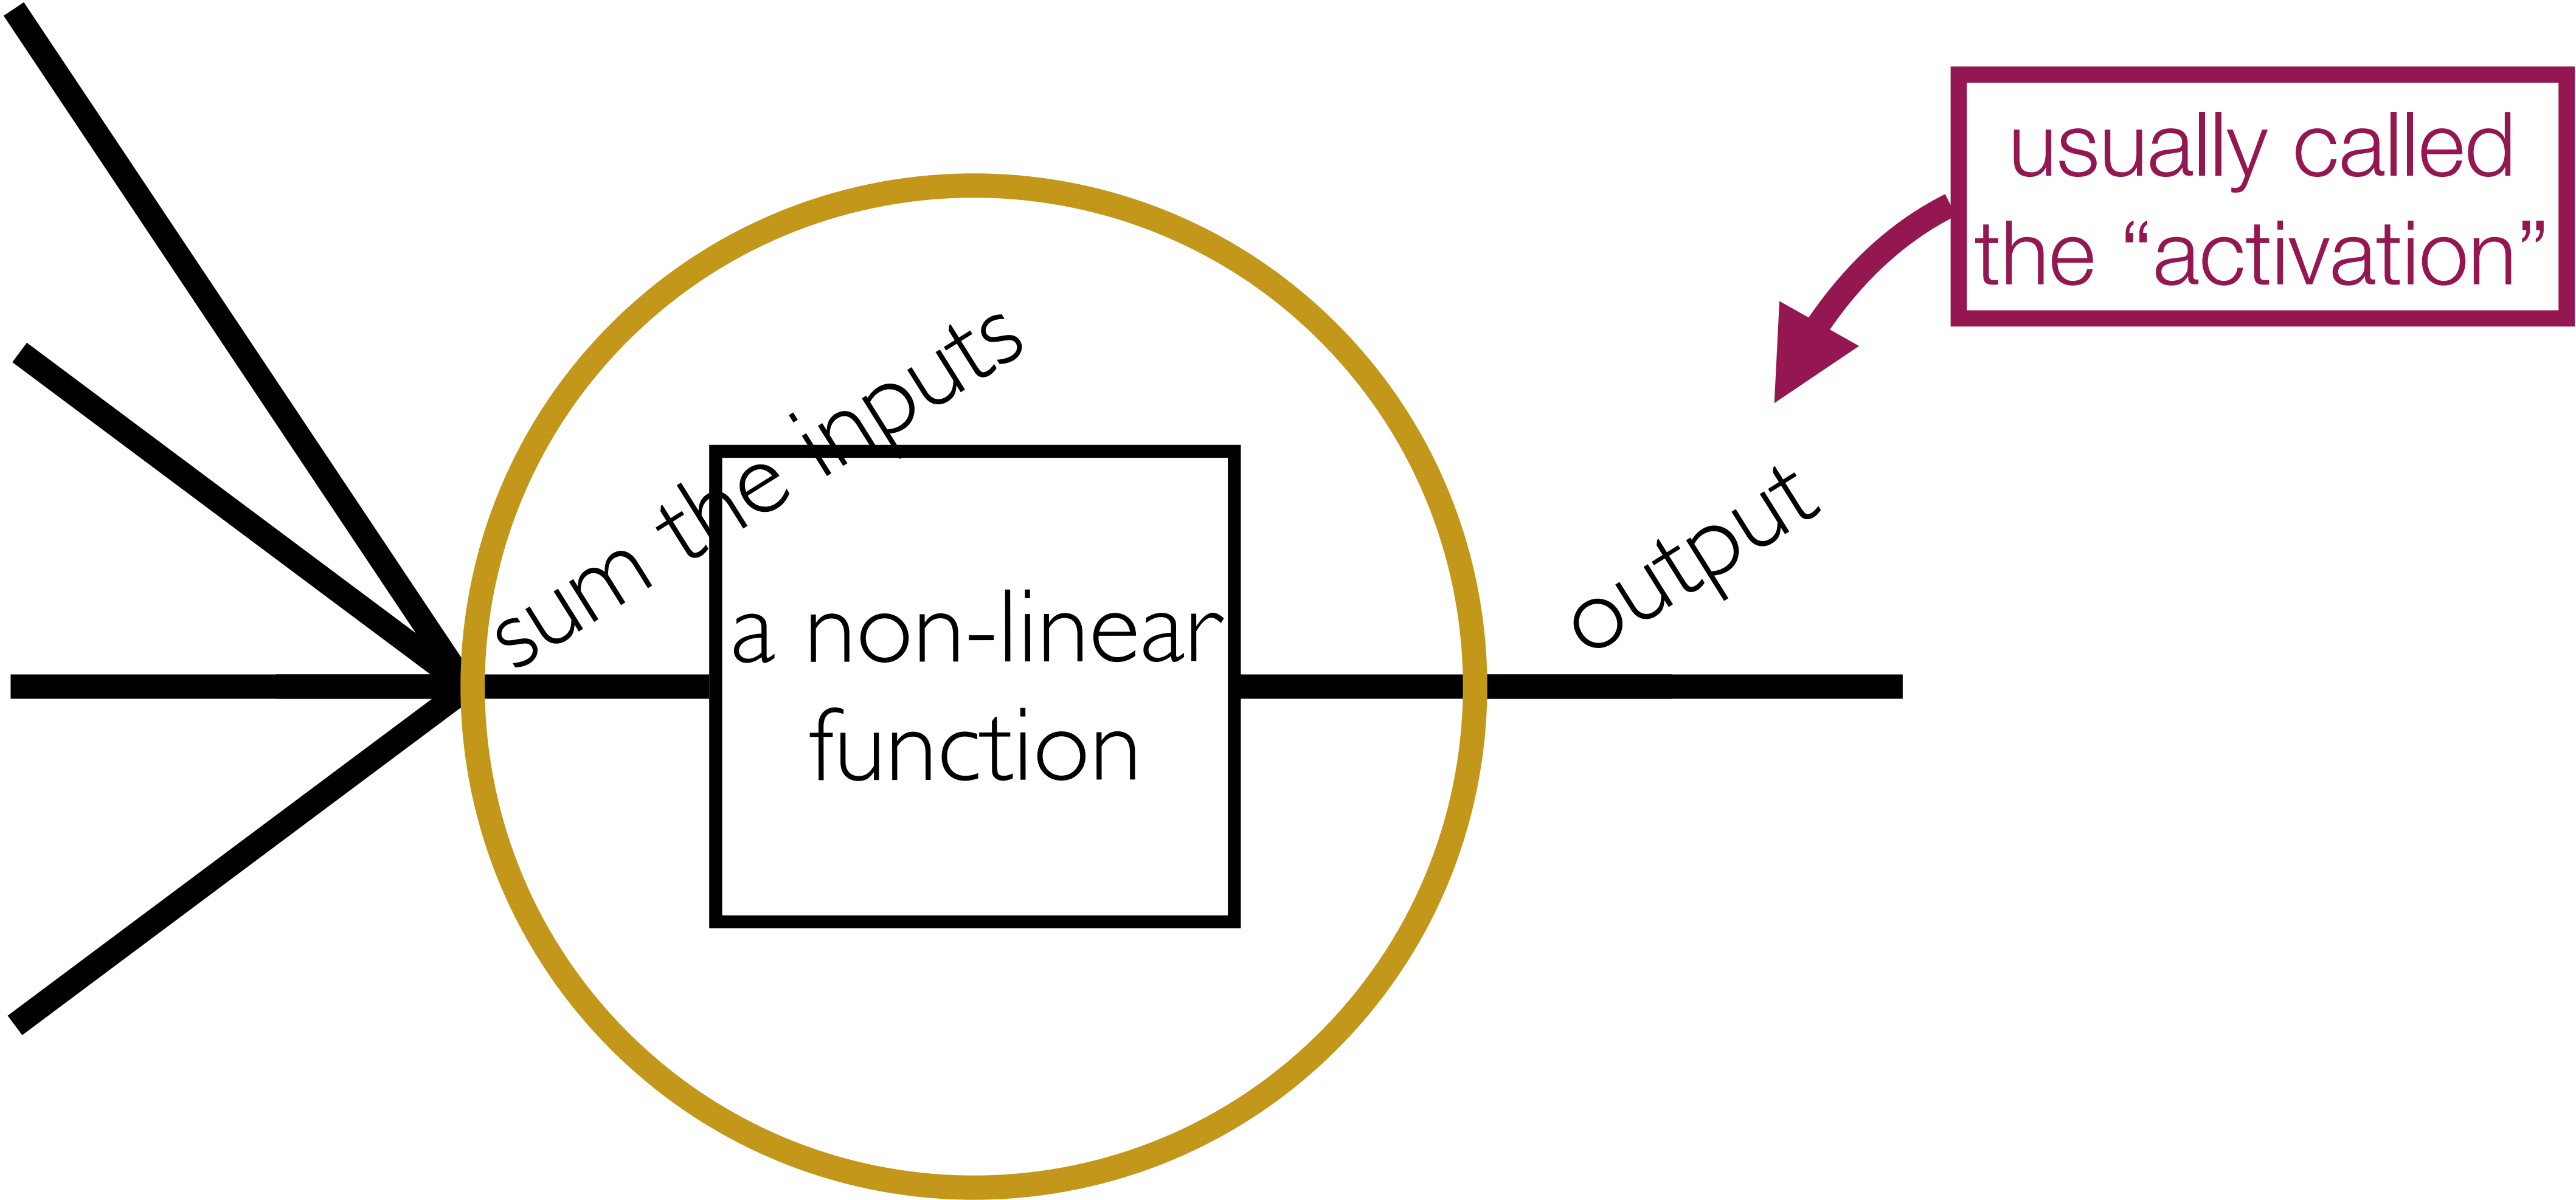 sum the inputs
a non-linear
function
output
usually called
the “activation”